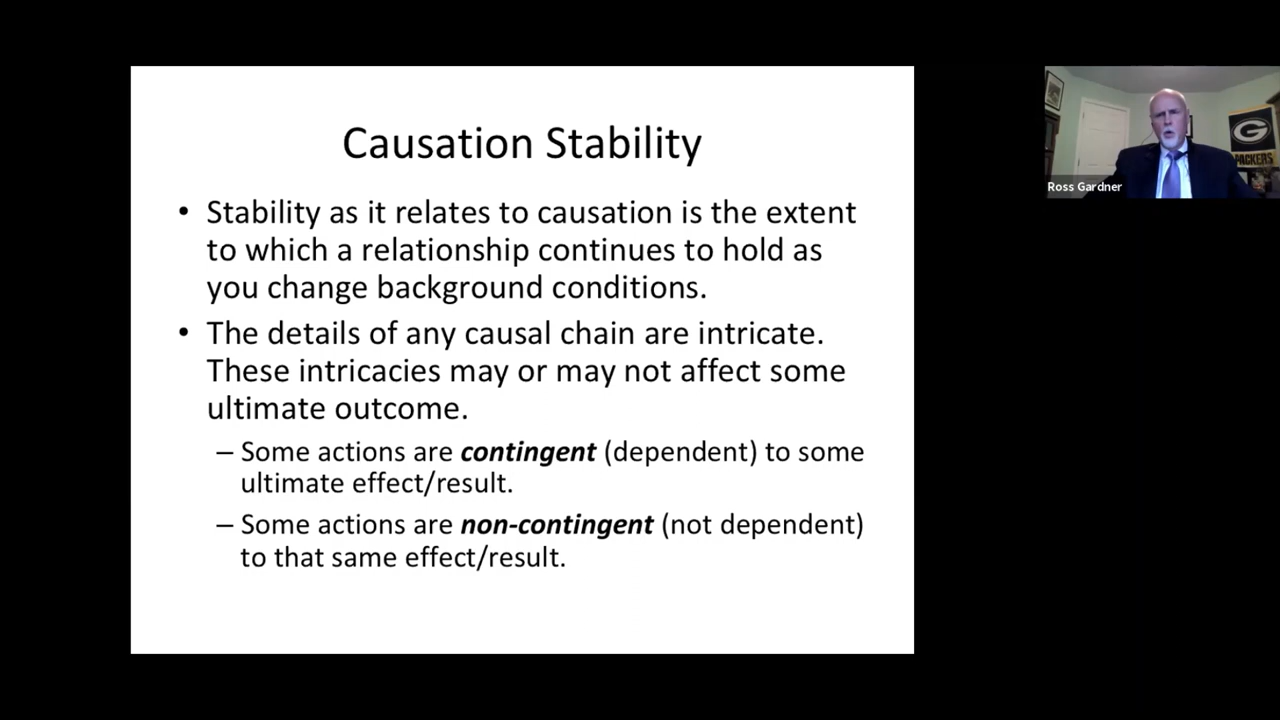 Causation Stability
• Stability as it relates to causation is the extent
to which a relationship continues to hold as
you change background conditions.
• The details of any causal chain are intricate.
These intricacies may or may not affect some
ultimate outcome.
– Some actions are contingent (dependent) to some
ultimate effect/result.
– Some actions are non-contingent (not dependent)
to that same effect/result.
G
PACKERS
Ross Gardner